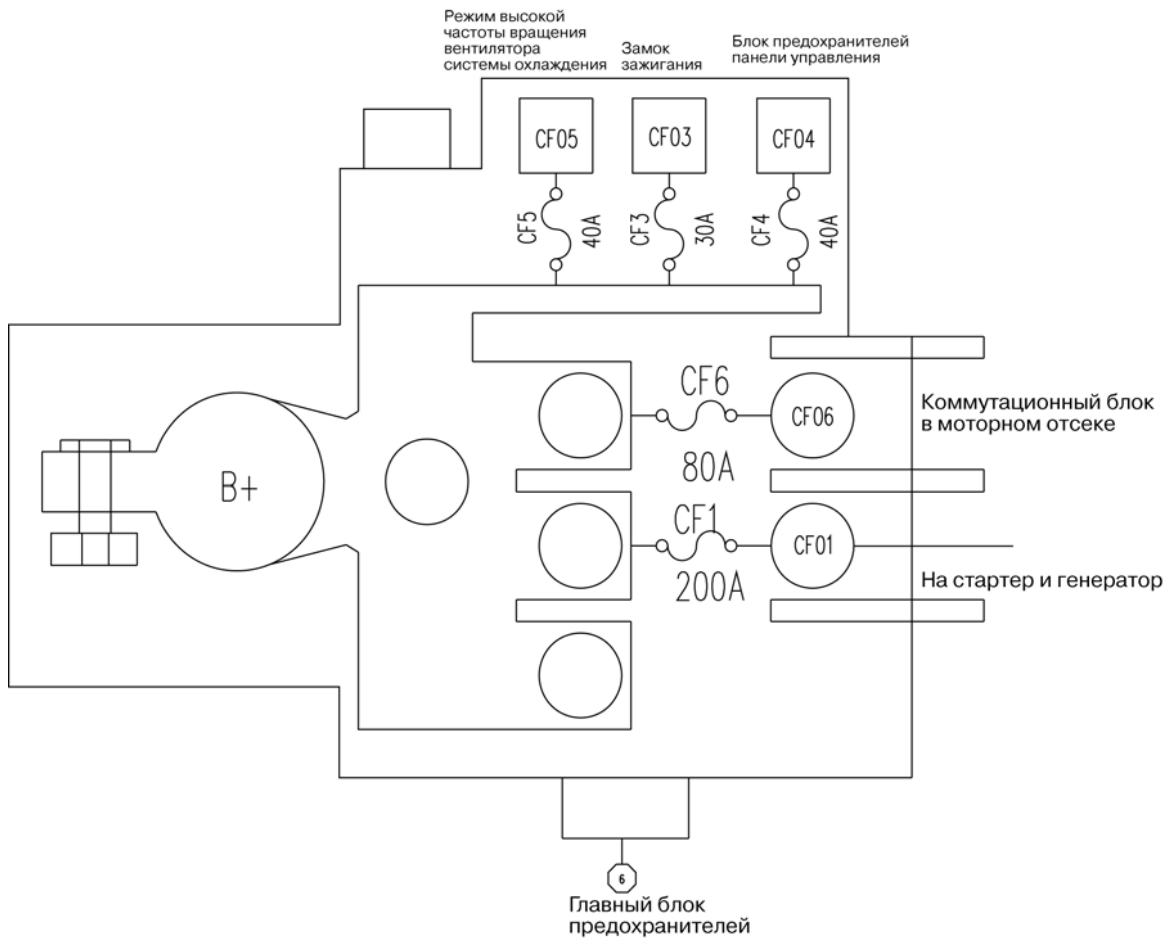 Режим высокой
частоты вращения
вентилятора
системы охлаждения
Замок
зажигания
Блок предохранителей
панели управления
CF05
CF03
CF04
CF5
40A
CF3
30A
CF4
40A
CF6
80A
CF06
Коммутационный блок
в моторном отсеке
B+
CF1
200A
CF01
На стартер и генератор
6
Главный блок
предохранителей